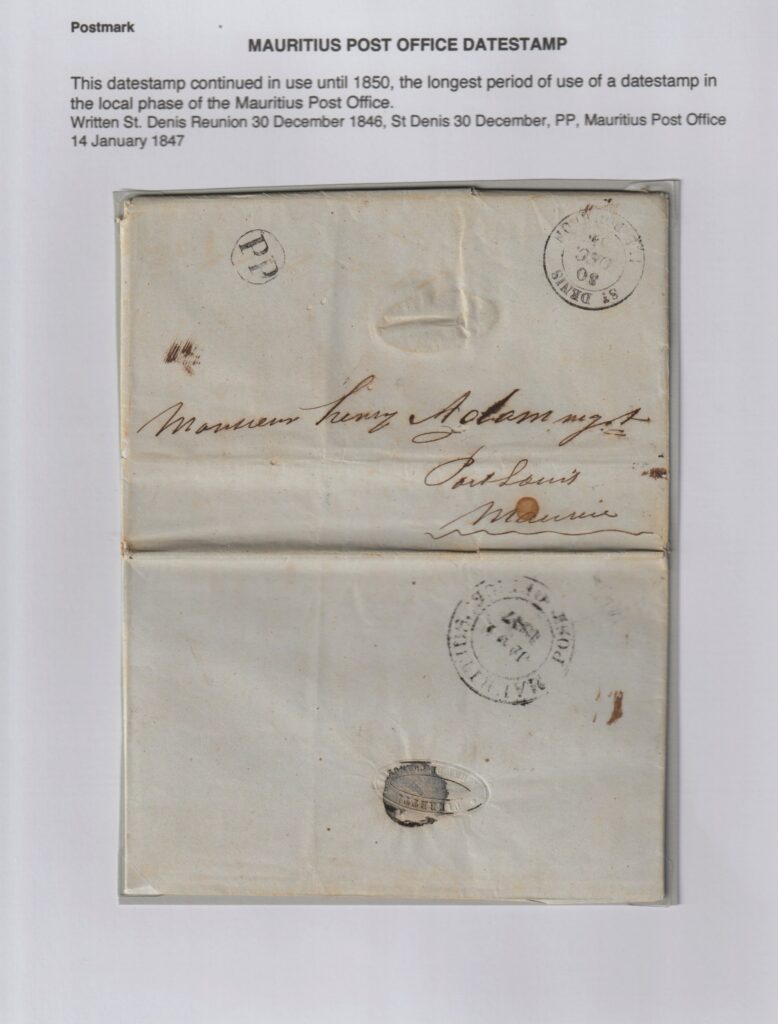 Postmark
MAURITIUS POST OFFICE DATESTAMP
This datestamp continued in use until 1850, the longest period of use of a datestamp in
the local phase of the Mauritius Post Office.
Written St. Denis Reunion 30 December 1846, St Denis 30 December, PP, Mauritius Post Office
14 January 1847
PP
ST DENIS
30
DEC
Monsieur henry Adam
Port Louis
Maurice
MAURITIUS POST OFFICE
1847